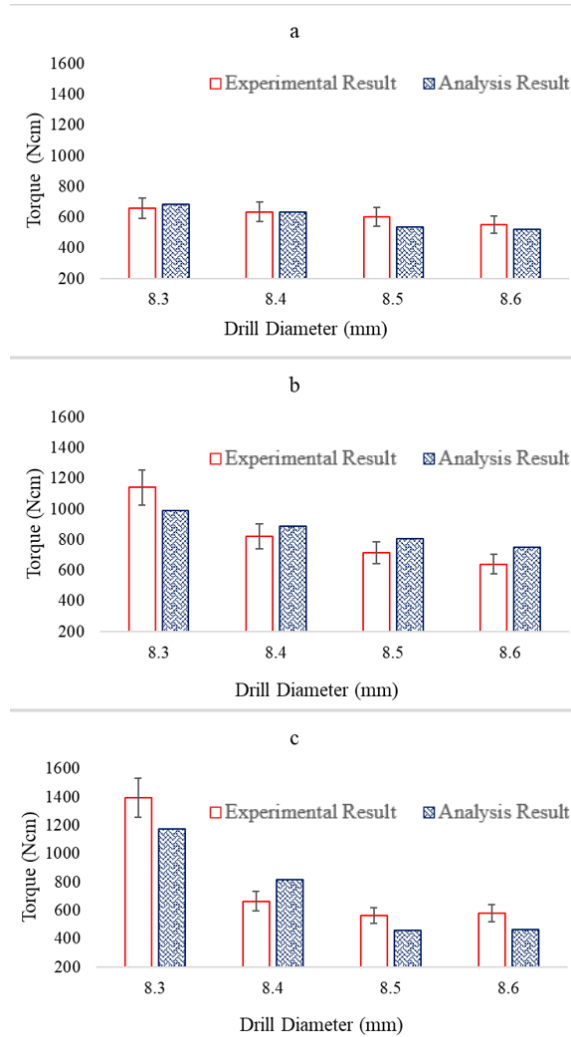 a
1600
Experimental Result Analysis Result
1400
1200
1000
800
600
400
200
Torque (Ncm)
8.3 8.4 8.5 8.6
Drill Diameter (mm)
b
1600
1400
Experimental Result Analysis Result
1200
1000
800
600
400
200
Torque (Ncm)
8.3 8.4 8.5 8.6
Drill Diameter (mm)
c
1600
1400
Experimental Result Analysis Result
1200
1000
800
600
400
200
Torque (Ncm)
8.3 8.4 8.5 8.6
Drill Diameter (mm)